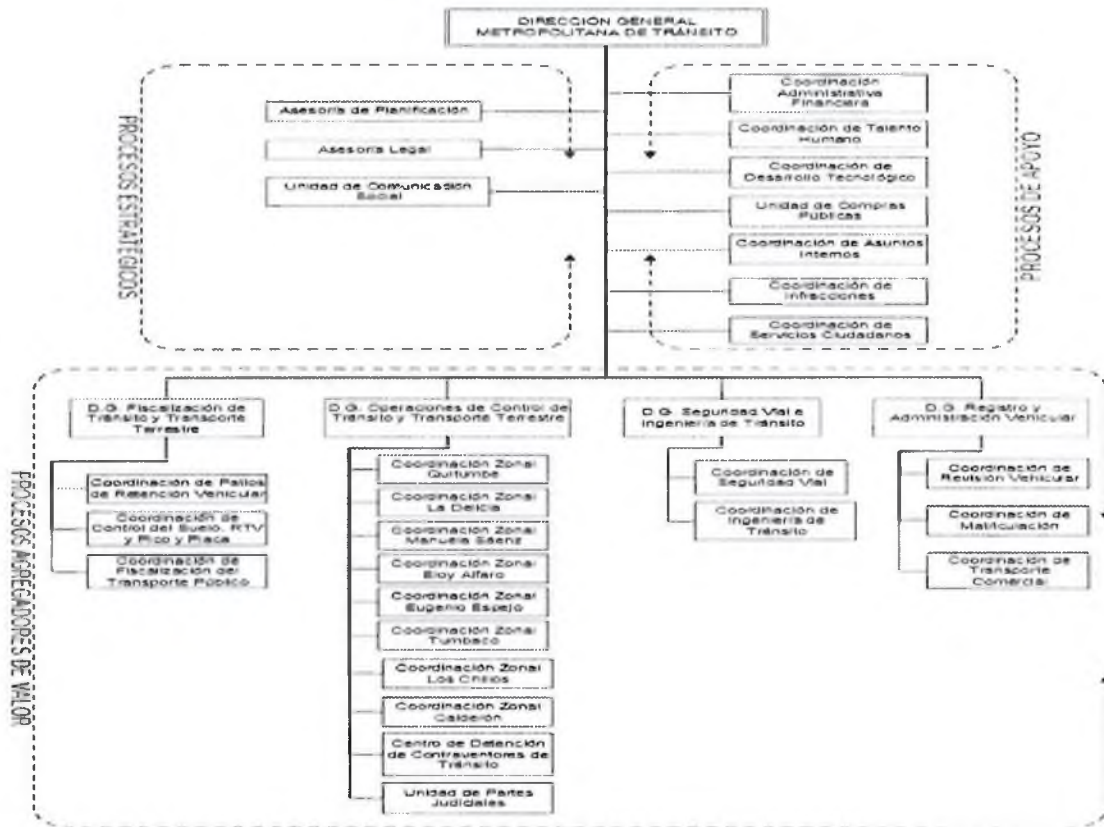 DIRECCIÓN GENERAL
METROPOLITANA DE TRÁNSITO
PROCESOS ESTRATÉGICOS
Asesoría de Planificación
Asesoría Legal
Unidad de Comunicación
Social
Coordinación
Administrativa
Financiera
Coordinación de Talento
Humano
Coordinación de
Desarrollo Tecnológico
Unidad de Compras
Públicas
Coordinación de Asuntos
Internos
Coordinación de
Infracciones
Coordinación de
Servicios Ciudadanos
PROCESOS DE APOYO
PROCESOS AGREGADORES DE VALOR
D.G. Fiscalización de
Tránsito y Transporte
Terrestre
Coordinación de Patios
de Retención Vehicular
Coordinación de
Control del Suelo, RTV
y Pico y Placa
Coordinación de
Fiscalización del
Transporte Público
D.G. Operaciones de Control de
Tránsito y Transporte Terrestre
Coordinación Zonal
Quitumbe
Coordinación Zonal
La Delicia
Coordinación Zonal
Manuela Sáenz
Coordinación Zonal
Eloy Alfaro
Coordinación Zonal
Eugenio Espejo
Coordinación Zonal
Tumbaco
Coordinación Zonal
Los Chillos
Coordinación Zonal
Calderón
Centro de Detención
de Contraventores de
Tránsito
Unidad de Partes
Judiciales
D.G. Seguridad Vial e
Ingeniería de Tránsito
Coordinación de
Seguridad Vial
Coordinación de
Ingeniería de
Tránsito
D.G. Registro y
Administración Vehicular
Coordinación de
Revisión Vehicular
Coordinación de
Matriculación
Coordinación de
Transporte
Comercial